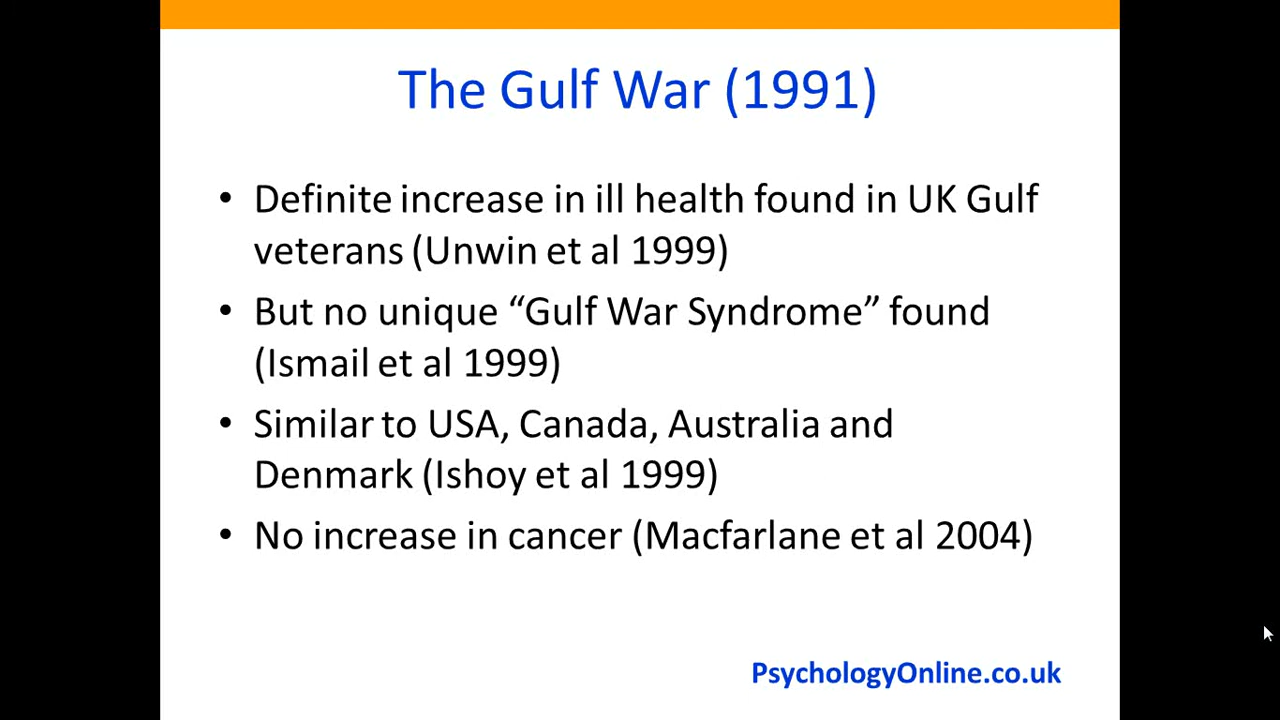 The Gulf War (1991)
• Definite increase in ill health found in UK Gulf
veterans (Unwin et al 1999)
• But no unique “Gulf War Syndrome” found
(Ismail et al 1999)
• Similar to USA, Canada, Australia and
Denmark (Ishoy et al 1999)
• No increase in cancer (Macfarlane et al 2004)
PsychologyOnline.co.uk